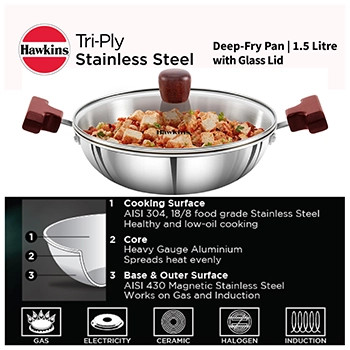 Hawkins
Tri-Ply
Stainless Steel
Deep-Fry Pan | 1.5 Litre
with Glass Lid
Hawkins
1 Cooking Surface
AISI 304, 18/8 food grade Stainless Steel
Healthy and low-oil cooking
2 Core
Heavy Gauge Aluminium
Spreads heat evenly
3 Base & Outer Surface
AISI 430 Magnetic Stainless Steel
Works on Gas and Induction
1
2
3
GAS
ELECTRICITY
CERAMIC
HALOGEN
INDUCTION